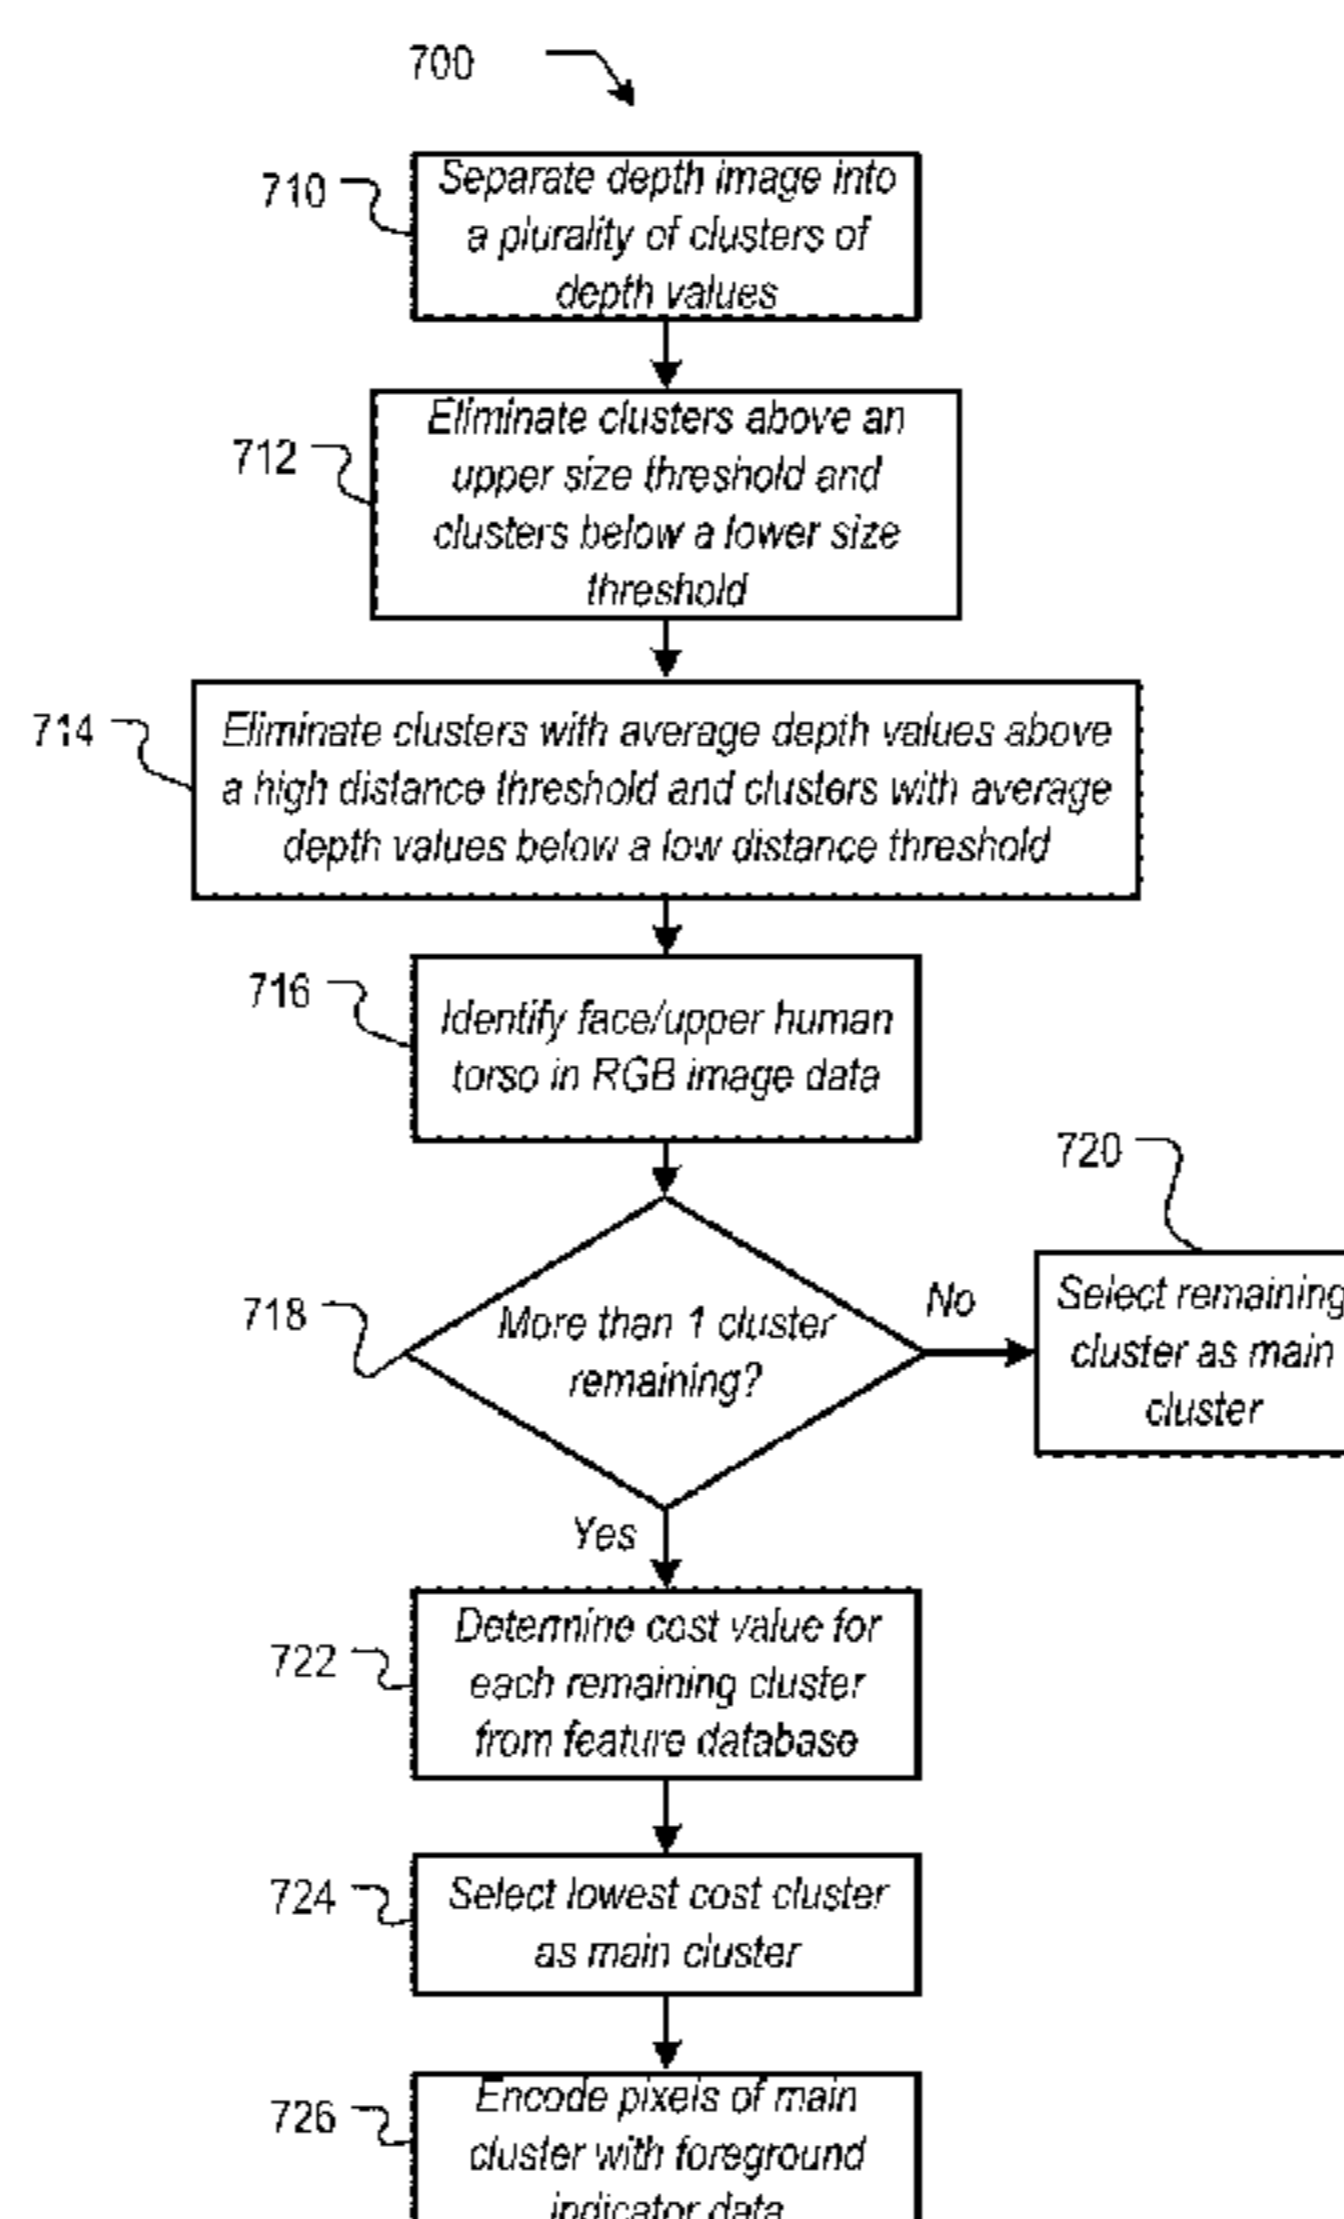 700
710
Separate depth image into
a plurality of clusters of
depth values
712
Eliminate clusters above an
upper size threshold and
clusters below a lower size
threshold
714
Eliminate clusters with average depth values above
a high distance threshold and clusters with average
depth values below a low distance threshold
716
Identify face/upper human
torso in RGB image data
718
More than 1 cluster
remaining?
No
720
Select remaining
cluster as main
cluster
Yes
722
Determine cost value for
each remaining cluster
from feature database
724
Select lowest cost cluster
as main cluster
726
Encode pixels of main
cluster with foreground
indicator data